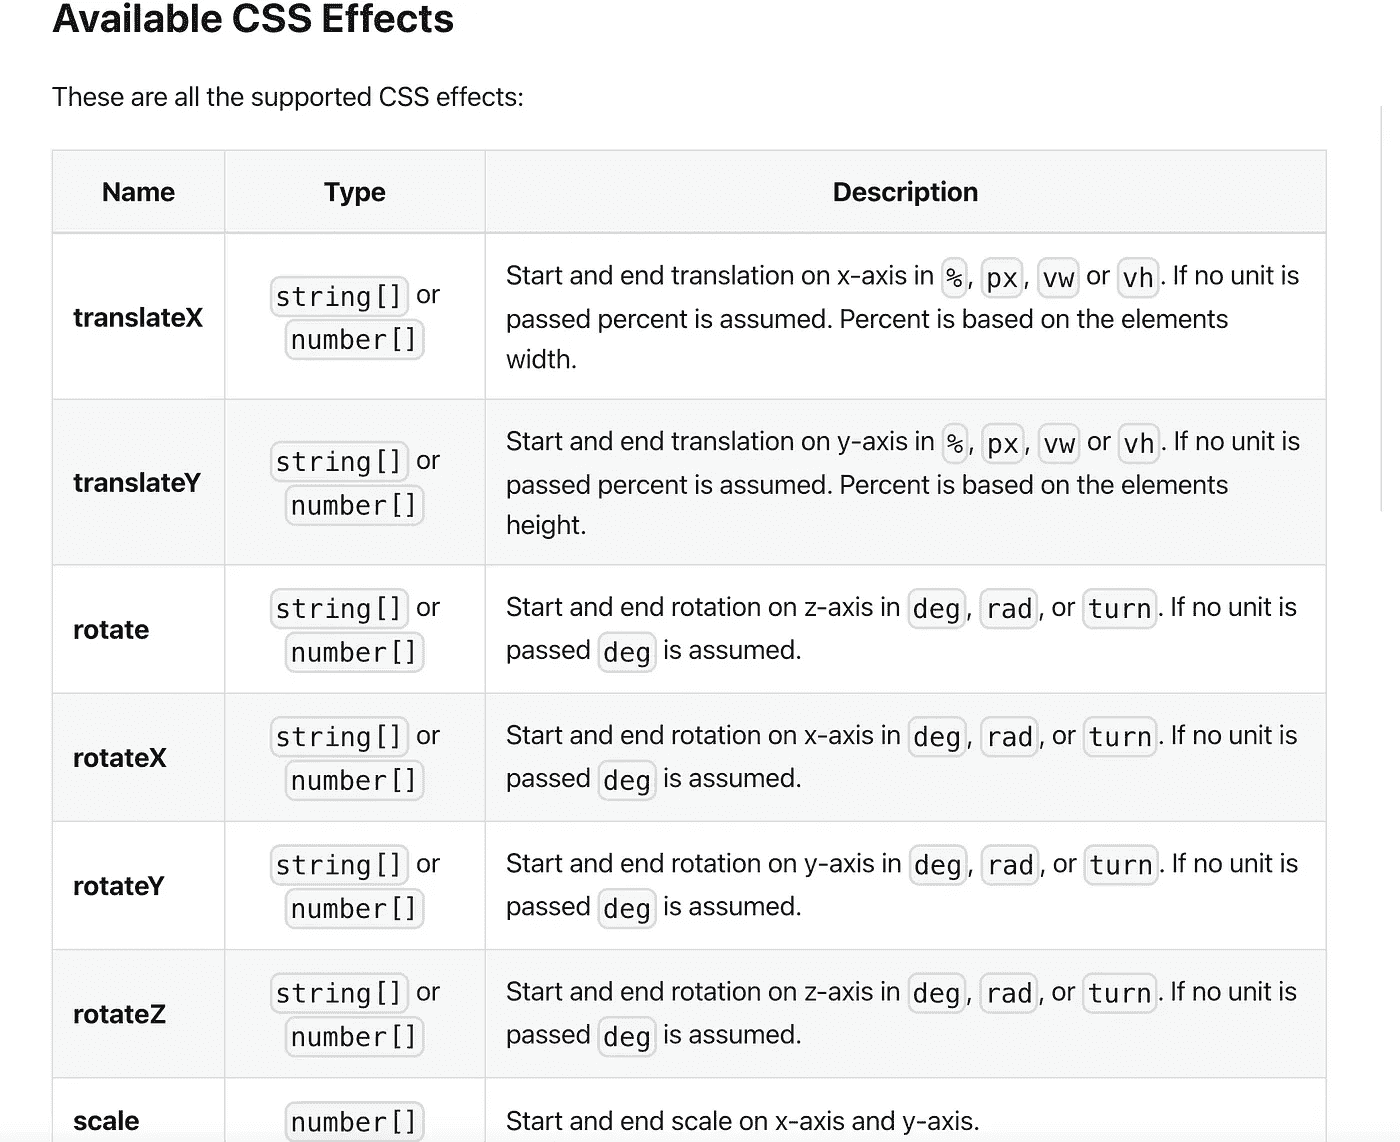 Available CSS Effects
These are all the supported CSS effects:
Name Type Description
translateX
string[] or
number[]
Start and end translation on x-axis in %, px, vw or vh. If no unit is
passed percent is assumed. Percent is based on the elements
width.
translateY
string[] or
number[]
Start and end translation on y-axis in %, px, vw or vh. If no unit is
passed percent is assumed. Percent is based on the elements
height.
rotate
string[] or
number[]
Start and end rotation on z-axis in deg, rad, or turn. If no unit is
passed deg is assumed.
rotateX
string[] or
number[]
Start and end rotation on x-axis in deg, rad, or turn. If no unit is
passed deg is assumed.
rotateY
string[] or
number[]
Start and end rotation on y-axis in deg, rad, or turn. If no unit is
passed deg is assumed.
rotateZ
string[] or
number[]
Start and end rotation on z-axis in deg, rad, or turn. If no unit is
passed deg is assumed.
scale
number[]
Start and end scale on x-axis and y-axis.